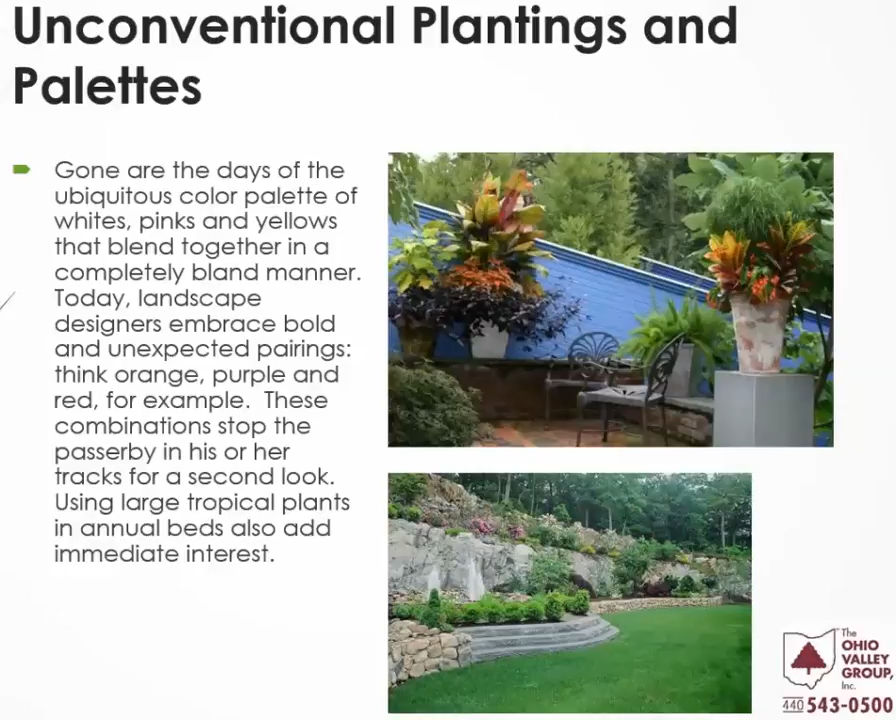 Unconventional Plantings and
Palettes
Gone are the days of the
ubiquitous color palette of
whites, pinks and yellows
that blend together in a
completely bland manner.
Today, landscape
designers embrace bold
and unexpected pairings:
think orange, purple and
red, for example.  These
combinations stop the
passerby in his or her
tracks for a second look.
Using large tropical plants
in annual beds also add
immediate interest.
The
OHIO
VALLEY
GROUP,
Inc.
440 543-0500